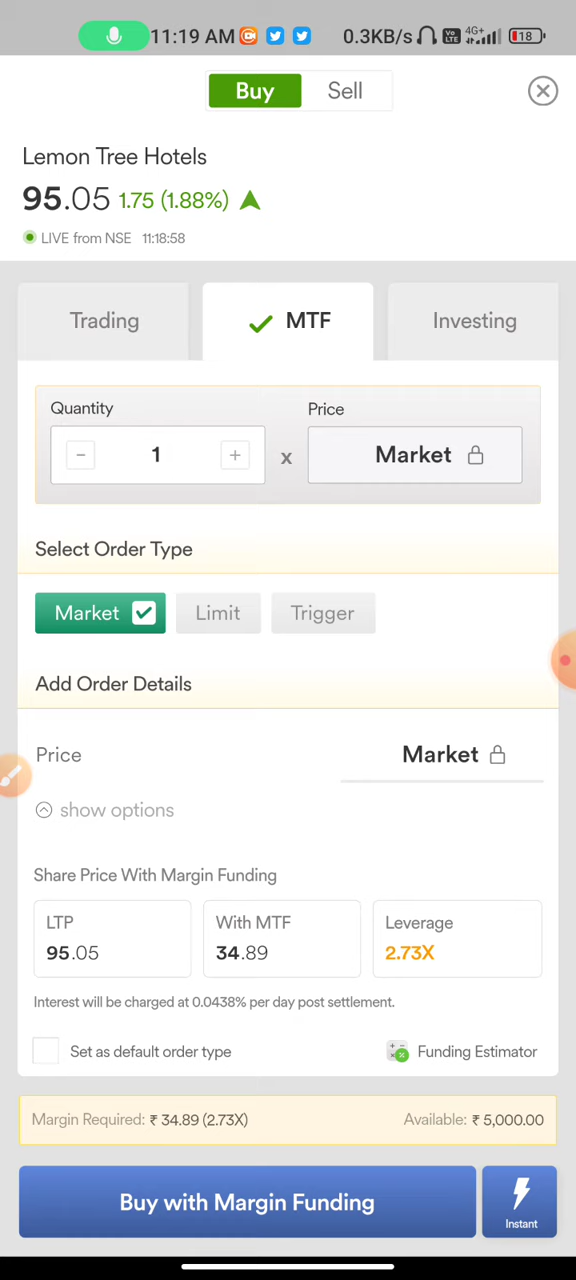 11:19 AM 0.3KB/s Vo LTE 4G+ 18
Buy Sell
Lemon Tree Hotels
95.05 1.75 (1.88%)
LIVE from NSE 11:18:58
Trading MTF Investing
Quantity Price
- 1 + x Market
Select Order Type
Market Limit Trigger
Add Order Details
Price Market
show options
Share Price With Margin Funding
LTP With MTF Leverage
95.05 34.89 2.73X
Interest will be charged at 0.0438% per day post settlement.
Set as default order type Funding Estimator
Margin Required: ₹ 34.89 (2.73X) Available: ₹ 5,000.00
Buy with Margin Funding Instant